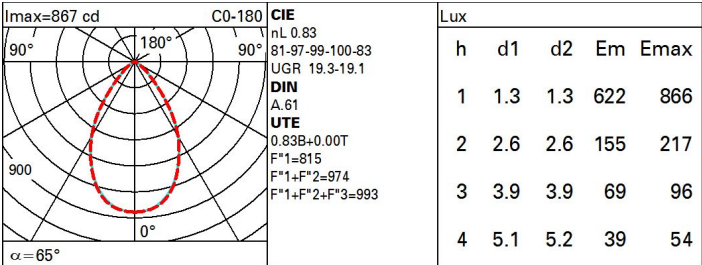 Imax=867 cd C0-180
90° 180° 90°
900
0°
α=65°
CIE
nL 0.83
81-97-99-100-83
UGR 19.3-19.1
DIN
A.61
UTE
0.83B+0.00T
F"1=815
F"1+F"2=974
F"1+F"2+F"3=993
Lux
h d1 d2 Em Emax
1 1.3 1.3 622 866
2 2.6 2.6 155 217
3 3.9 3.9 69 96
4 5.1 5.2 39 54